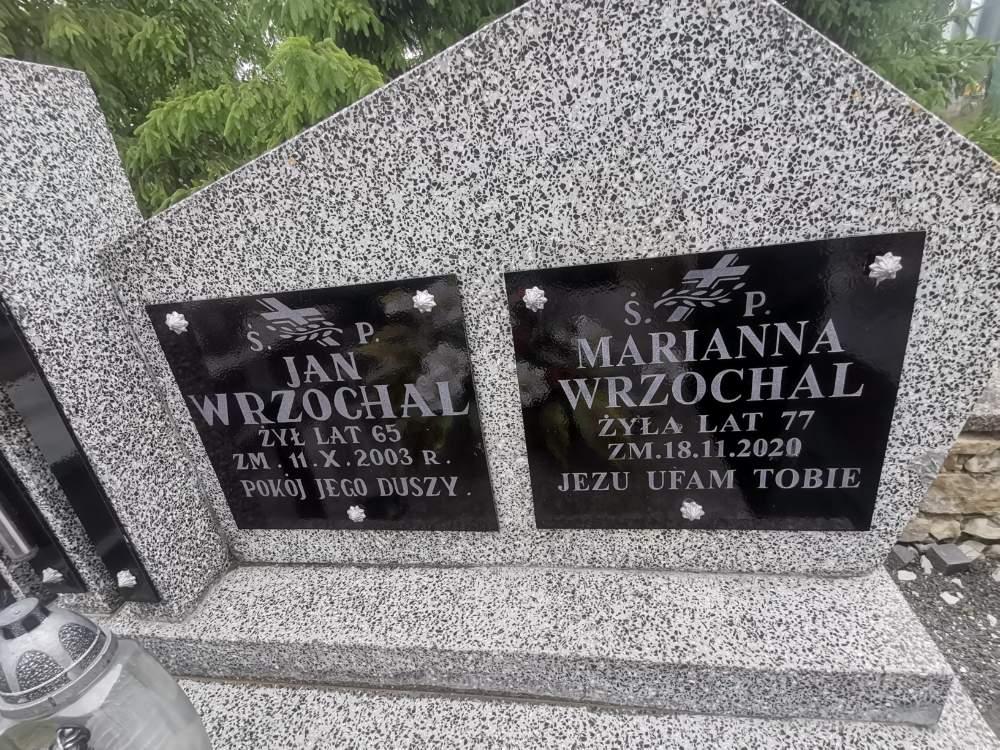 Ś. P.
JAN
WRZOCHAL
ŻYŁ LAT 65
ZM. 11. X. 2003 R.
POKÓJ JEGO DUSZY.
Ś. P.
MARIANNA
WRZOCHAL
ŻYŁA LAT 77
ZM.18.11.2020
JEZU UFAM TOBIE